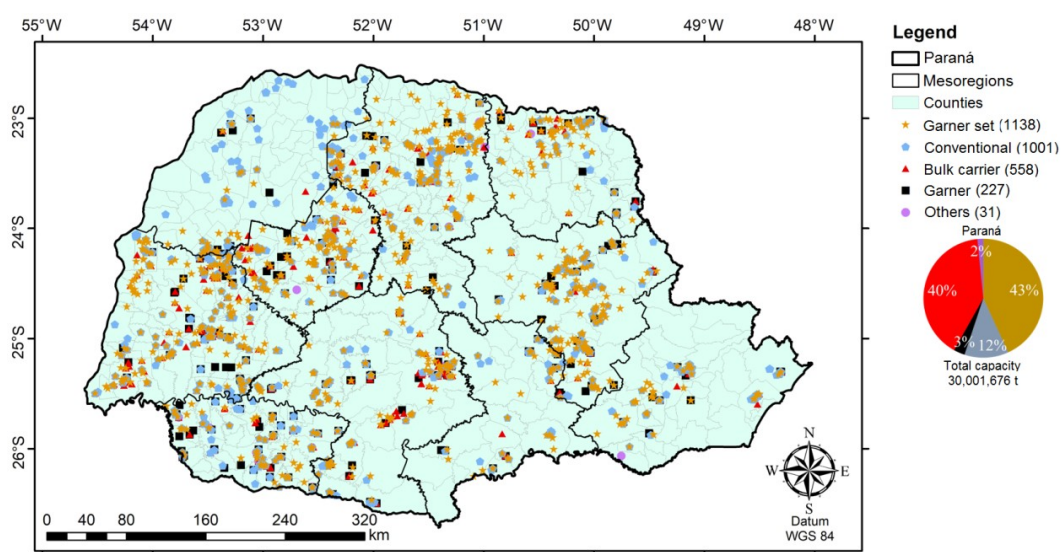 55°W 54°W 53°W 52°W 51°W 50°W 49°W 48°W
23°S
24°S
25°S
26°S
0 40 80 160 240 320
km
N
W E
S
Datum
WGS 84
Legend
Paraná
Mesoregions
Counties
Garner set (1138)
Conventional (1001)
Bulk carrier (558)
Garner (227)
Others (31)
Paraná
2%
40% 43%
3% 12%
Total capacity
30,001,676 t